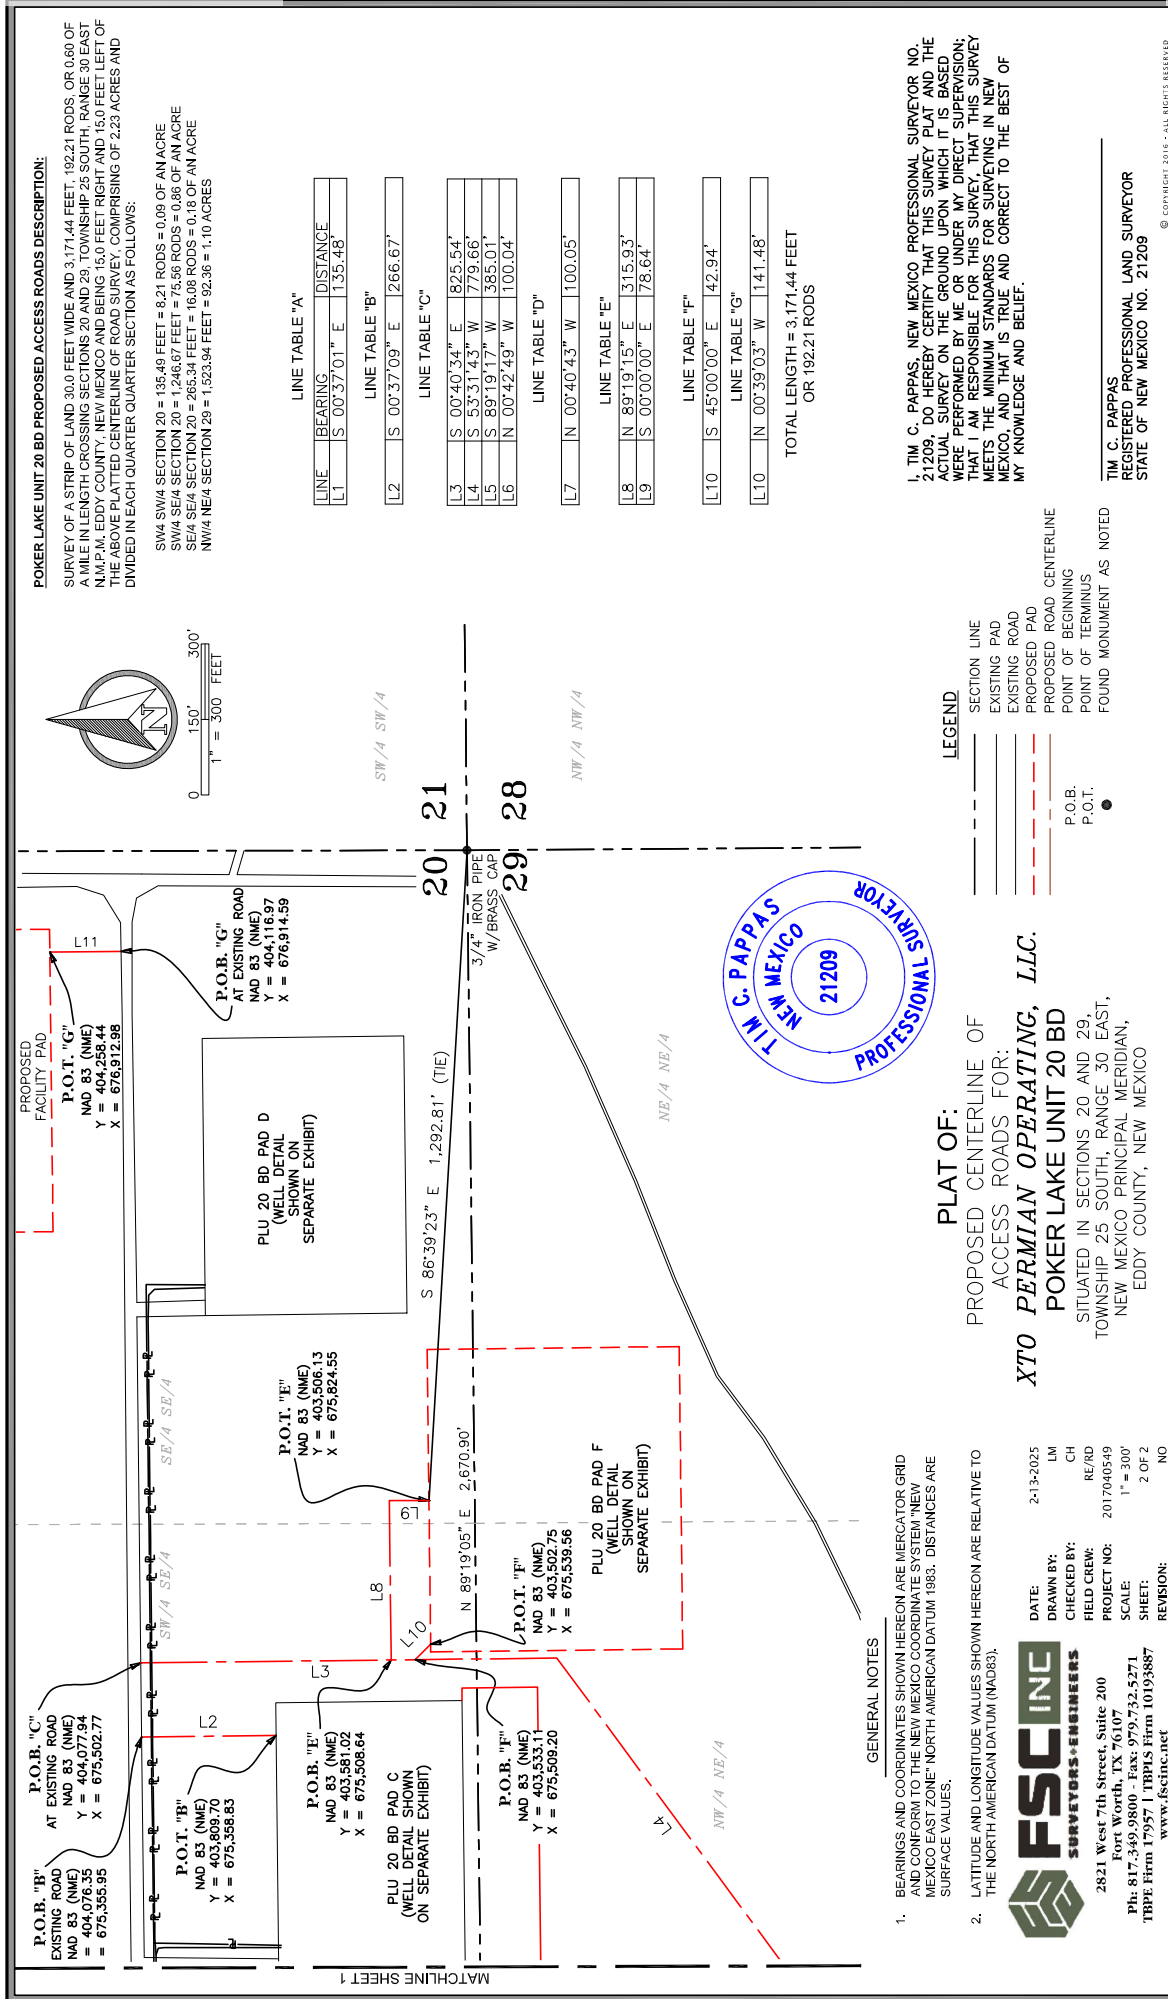 POKER LAKE UNIT 20 BD PROPOSED ACCESS ROADS DESCRIPTION:
SURVEY OF A STRIP OF LAND 30.0 FEET WIDE AND 3,171.44 FEET, 192.21 RODS, OR 0.60 OF
A MILE IN LENGTH CROSSING SECTIONS 20 AND 29, TOWNSHIP 25 SOUTH, RANGE 30 EAST
N.M.P.M. EDDY COUNTY, NEW MEXICO AND BEING 15.0 FEET RIGHT AND 15.0 FEET LEFT OF
THE ABOVE PLATTED CENTERLINE OF ROAD SURVEY, COMPRISING OF 2.23 ACRES AND
DIVIDED IN EACH QUARTER SECTION AS FOLLOWS:
SW/4 SW/4 SECTION 20 = 135.49 FEET = 8.21 RODS = 0.09 OF AN ACRE
SW/4 SE/4 SECTION 20 = 1,246.67 FEET = 75.56 RODS = 0.86 OF AN ACRE
SE/4 SE/4 SECTION 20 = 265.34 FEET = 16.08 RODS = 0.18 OF AN ACRE
NW/4 NE/4 SECTION 29 = 1,523.94 FEET = 92.36 = 1.10 ACRES
LINE TABLE "A"
LINE BEARING DISTANCE
L1 S 00°37'01" E 135.48'
LINE TABLE "B"
L2 S 00°37'09" E 266.67'
LINE TABLE "C"
L3 S 00°40'34" E 825.54'
L4 S 53°31'43" W 779.66'
L5 S 89°19'17" W 385.01'
L6 N 00°42'49" W 100.04'
LINE TABLE "D"
L7 N 00°40'43" W 100.05'
LINE TABLE "E"
L8 N 89°19'15" E 315.93'
L9 S 00°00'00" E 78.64'
LINE TABLE "F"
L10 S 45°00'00" E 42.94'
LINE TABLE "G"
L10 N 00°39'03" W 141.48'
TOTAL LENGTH = 3,171.44 FEET
OR 192.21 RODS
I, TIM C. PAPPAS, NEW MEXICO PROFESSIONAL SURVEYOR NO.
21209, DO HEREBY CERTIFY THAT THIS SURVEY PLAT AND THE
ACTUAL SURVEY ON THE GROUND UPON WHICH IT IS BASED
WERE PERFORMED BY ME OR UNDER MY DIRECT SUPERVISION;
THAT I AM RESPONSIBLE FOR THIS SURVEY, THAT THIS SURVEY
MEETS THE MINIMUM STANDARDS FOR SURVEYING IN NEW
MEXICO, AND THAT IS TRUE AND CORRECT TO THE BEST OF
MY KNOWLEDGE AND BELIEF.
TIM C. PAPPAS
REGISTERED PROFESSIONAL LAND SURVEYOR
STATE OF NEW MEXICO NO. 21209
© COPYRIGHT 2016 - ALL RIGHTS RESERVED
N
0 150' 300'
1" = 300 FEET
SW/4 SW/4
NW/4 NW/4
20 21
29 28
3/4" IRON PIPE
W/BRASS CAP
PROPOSED
FACILITY PAD
L11
P.O.T. "G"
NAD 83 (NME)
Y = 404,258.44
X = 676,912.98
P.O.B. "G"
AT EXISTING ROAD
NAD 83 (NME)
Y = 404,116.97
X = 676,914.59
PLU 20 BD PAD D
(WELL DETAIL
SHOWN ON
SEPARATE EXHIBIT)
S 86°39'23" E 1,292.81' (TIE)
NE/4 NE/4
SE/4 SE/4
P.O.T. "E"
NAD 83 (NME)
Y = 403,506.13
X = 675,824.55
L9
L8
N 89°19'05" E 2,670.90'
PLU 20 BD PAD F
(WELL DETAIL
SHOWN ON
SEPARATE EXHIBIT)
P.O.T. "F"
NAD 83 (NME)
Y = 403,502.75
X = 675,539.56
L10
SW/4 SE/4
L3
L2
P.O.B. "C"
AT EXISTING ROAD
NAD 83 (NME)
Y = 404,077.94
X = 675,502.77
P.O.B. "B"
EXISTING ROAD
NAD 83 (NME)
= 404,076.35
= 675,355.95
P.O.T. "B"
NAD 83 (NME)
Y = 403,809.70
X = 675,358.83
P.O.B. "E"
NAD 83 (NME)
Y = 403,581.02
X = 675,508.64
PLU 20 BD PAD C
(WELL DETAIL SHOWN
ON SEPARATE EXHIBIT)
P.O.B. "F"
NAD 83 (NME)
Y = 403,533.11
X = 675,509.20
L4
NW/4 NE/4
MATCHLINE SHEET 1
TIM C. PAPPAS
NEW MEXICO
21209
PROFESSIONAL SURVEYOR
LEGEND
SECTION LINE
EXISTING PAD
EXISTING ROAD
PROPOSED PAD
PROPOSED ROAD CENTERLINE
P.O.B. POINT OF BEGINNING
P.O.T. POINT OF TERMINUS
FOUND MONUMENT AS NOTED
PLAT OF:
PROPOSED CENTERLINE OF
ACCESS ROADS FOR:
XTO PERMIAN OPERATING, LLC.
POKER LAKE UNIT 20 BD
SITUATED IN SECTIONS 20 AND 29,
TOWNSHIP 25 SOUTH, RANGE 30 EAST,
NEW MEXICO PRINCIPAL MERIDIAN,
EDDY COUNTY, NEW MEXICO
GENERAL NOTES
1. BEARINGS AND COORDINATES SHOWN HEREON ARE MERCATOR GRID
AND CONFORM TO THE NEW MEXICO COORDINATE SYSTEM "NEW
MEXICO EAST ZONE" NORTH AMERICAN DATUM 1983. DISTANCES ARE
SURFACE VALUES.
2. LATITUDE AND LONGITUDE VALUES SHOWN HEREON ARE RELATIVE TO
THE NORTH AMERICAN DATUM (NAD83).
FSC INC
SURVEYORS+ENGINEERS
2821 West 7th Street, Suite 200
Fort Worth, TX 76107
Ph: 817.349.9800 - Fax: 979.732.5271
TBPE Firm 17957 | TBPLS Firm 10193887
www.fscinc.net
DATE: 2-13-2025
DRAWN BY: LM
CHECKED BY: CH
FIELD CREW: RE/RD
PROJECT NO: 2017040549
SCALE: 1" = 300'
SHEET: 2 OF 2
REVISION: NO